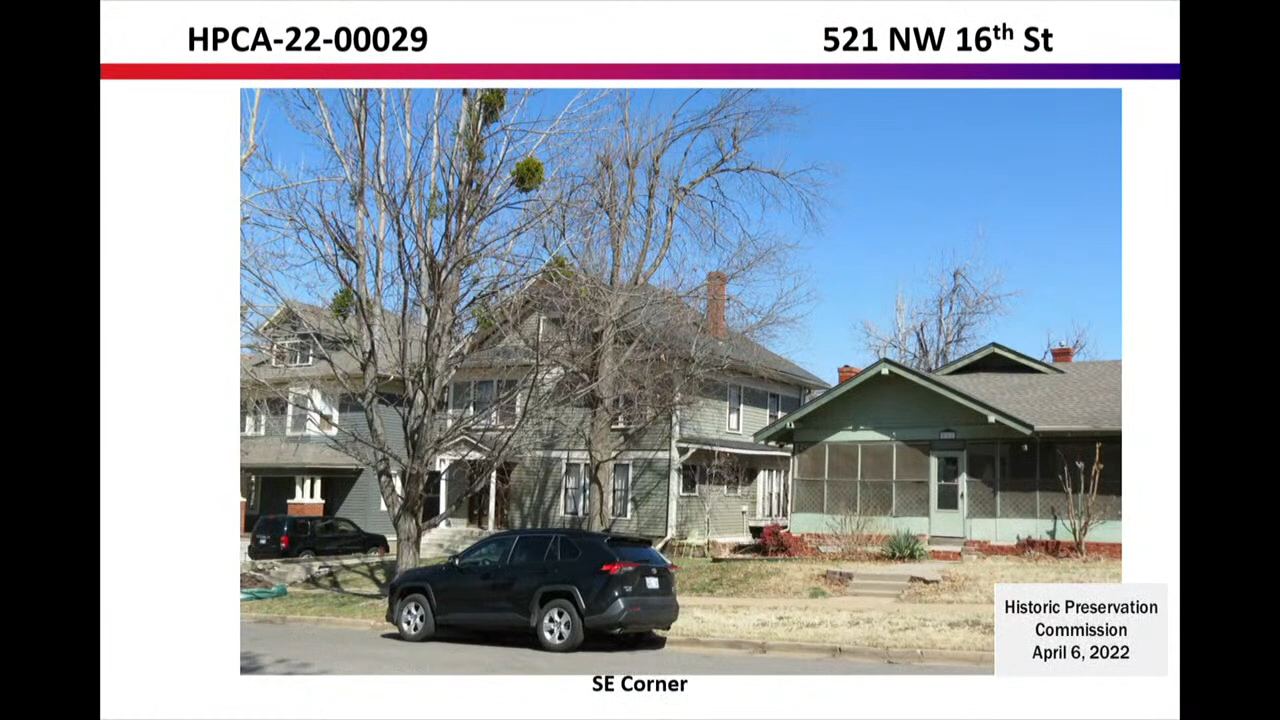 HPCA-22-00029
521 NW 16th St
Historic Preservation
Commission
April 6, 2022
SE Corner